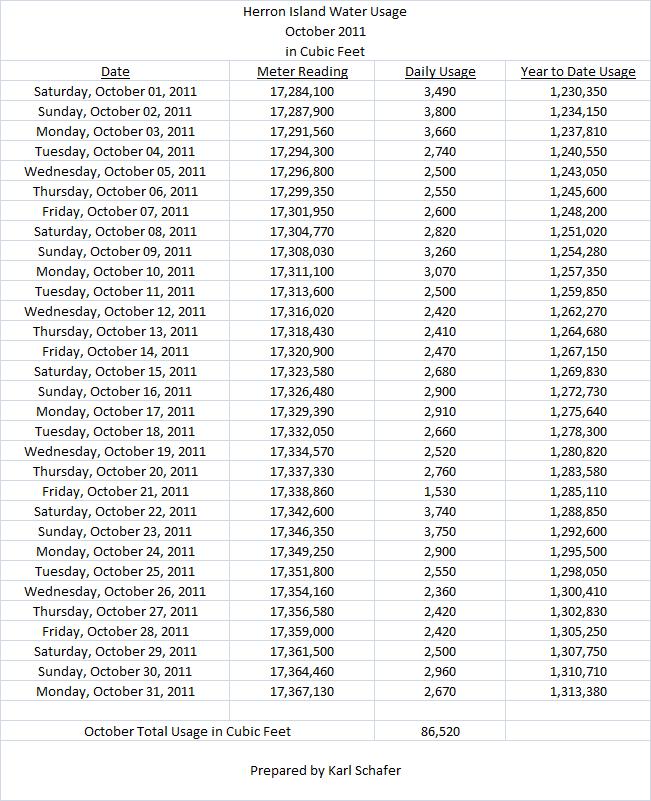 Herron Island Water Usage
October 2011
in Cubic Feet
Date Meter Reading Daily Usage Year to Date Usage
Saturday, October 01, 2011 17,284,100 3,490 1,230,350
Sunday, October 02, 2011 17,287,900 3,800 1,234,150
Monday, October 03, 2011 17,291,560 3,660 1,237,810
Tuesday, October 04, 2011 17,294,300 2,740 1,240,550
Wednesday, October 05, 2011 17,296,800 2,500 1,243,050
Thursday, October 06, 2011 17,299,350 2,550 1,245,600
Friday, October 07, 2011 17,301,950 2,600 1,248,200
Saturday, October 08, 2011 17,304,770 2,820 1,251,020
Sunday, October 09, 2011 17,308,030 3,260 1,254,280
Monday, October 10, 2011 17,311,100 3,070 1,257,350
Tuesday, October 11, 2011 17,313,600 2,500 1,259,850
Wednesday, October 12, 2011 17,316,020 2,420 1,262,270
Thursday, October 13, 2011 17,318,430 2,410 1,264,680
Friday, October 14, 2011 17,320,900 2,470 1,267,150
Saturday, October 15, 2011 17,323,580 2,680 1,269,830
Sunday, October 16, 2011 17,326,480 2,900 1,272,730
Monday, October 17, 2011 17,329,390 2,910 1,275,640
Tuesday, October 18, 2011 17,332,050 2,660 1,278,300
Wednesday, October 19, 2011 17,334,570 2,520 1,280,820
Thursday, October 20, 2011 17,337,330 2,760 1,283,580
Friday, October 21, 2011 17,338,860 1,530 1,285,110
Saturday, October 22, 2011 17,342,600 3,740 1,288,850
Sunday, October 23, 2011 17,346,350 3,750 1,292,600
Monday, October 24, 2011 17,349,250 2,900 1,295,500
Tuesday, October 25, 2011 17,351,800 2,550 1,298,050
Wednesday, October 26, 2011 17,354,160 2,360 1,300,410
Thursday, October 27, 2011 17,356,580 2,420 1,302,830
Friday, October 28, 2011 17,359,000 2,420 1,305,250
Saturday, October 29, 2011 17,361,500 2,500 1,307,750
Sunday, October 30, 2011 17,364,460 2,960 1,310,710
Monday, October 31, 2011 17,367,130 2,670 1,313,380
October Total Usage in Cubic Feet 86,520
Prepared by Karl Schafer